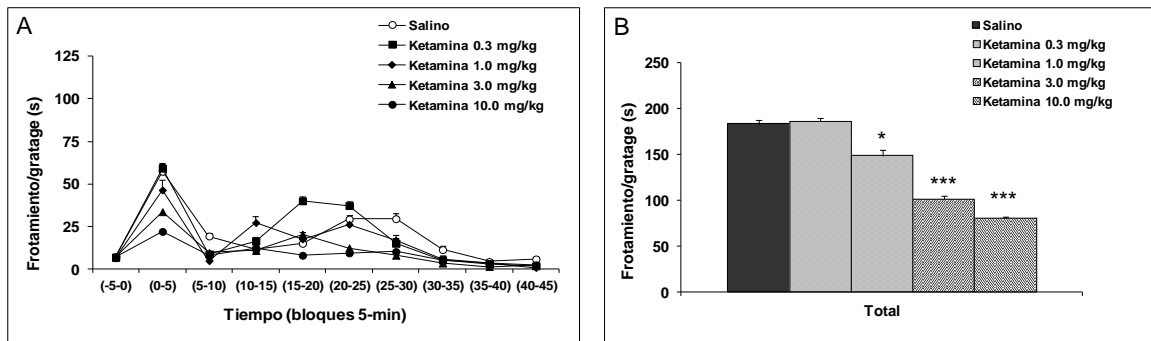 A
Salino
Ketamina 0.3 mg/kg
Ketamina 1.0 mg/kg
Ketamina 3.0 mg/kg
Ketamina 10.0 mg/kg
Frotamiento/gratage (s)
125
100
75
50
25
0
(-5-0) (0-5) (5-10) (10-15) (15-20) (20-25) (25-30) (30-35) (35-40) (40-45)
Tiempo (bloques 5-min)
B
Salino
Ketamina 0.3 mg/kg
Ketamina 1.0 mg/kg
Ketamina 3.0 mg/kg
Ketamina 10.0 mg/kg
Frotamiento/gratage (s)
250
200
150
100
50
0
*
***
***
Total